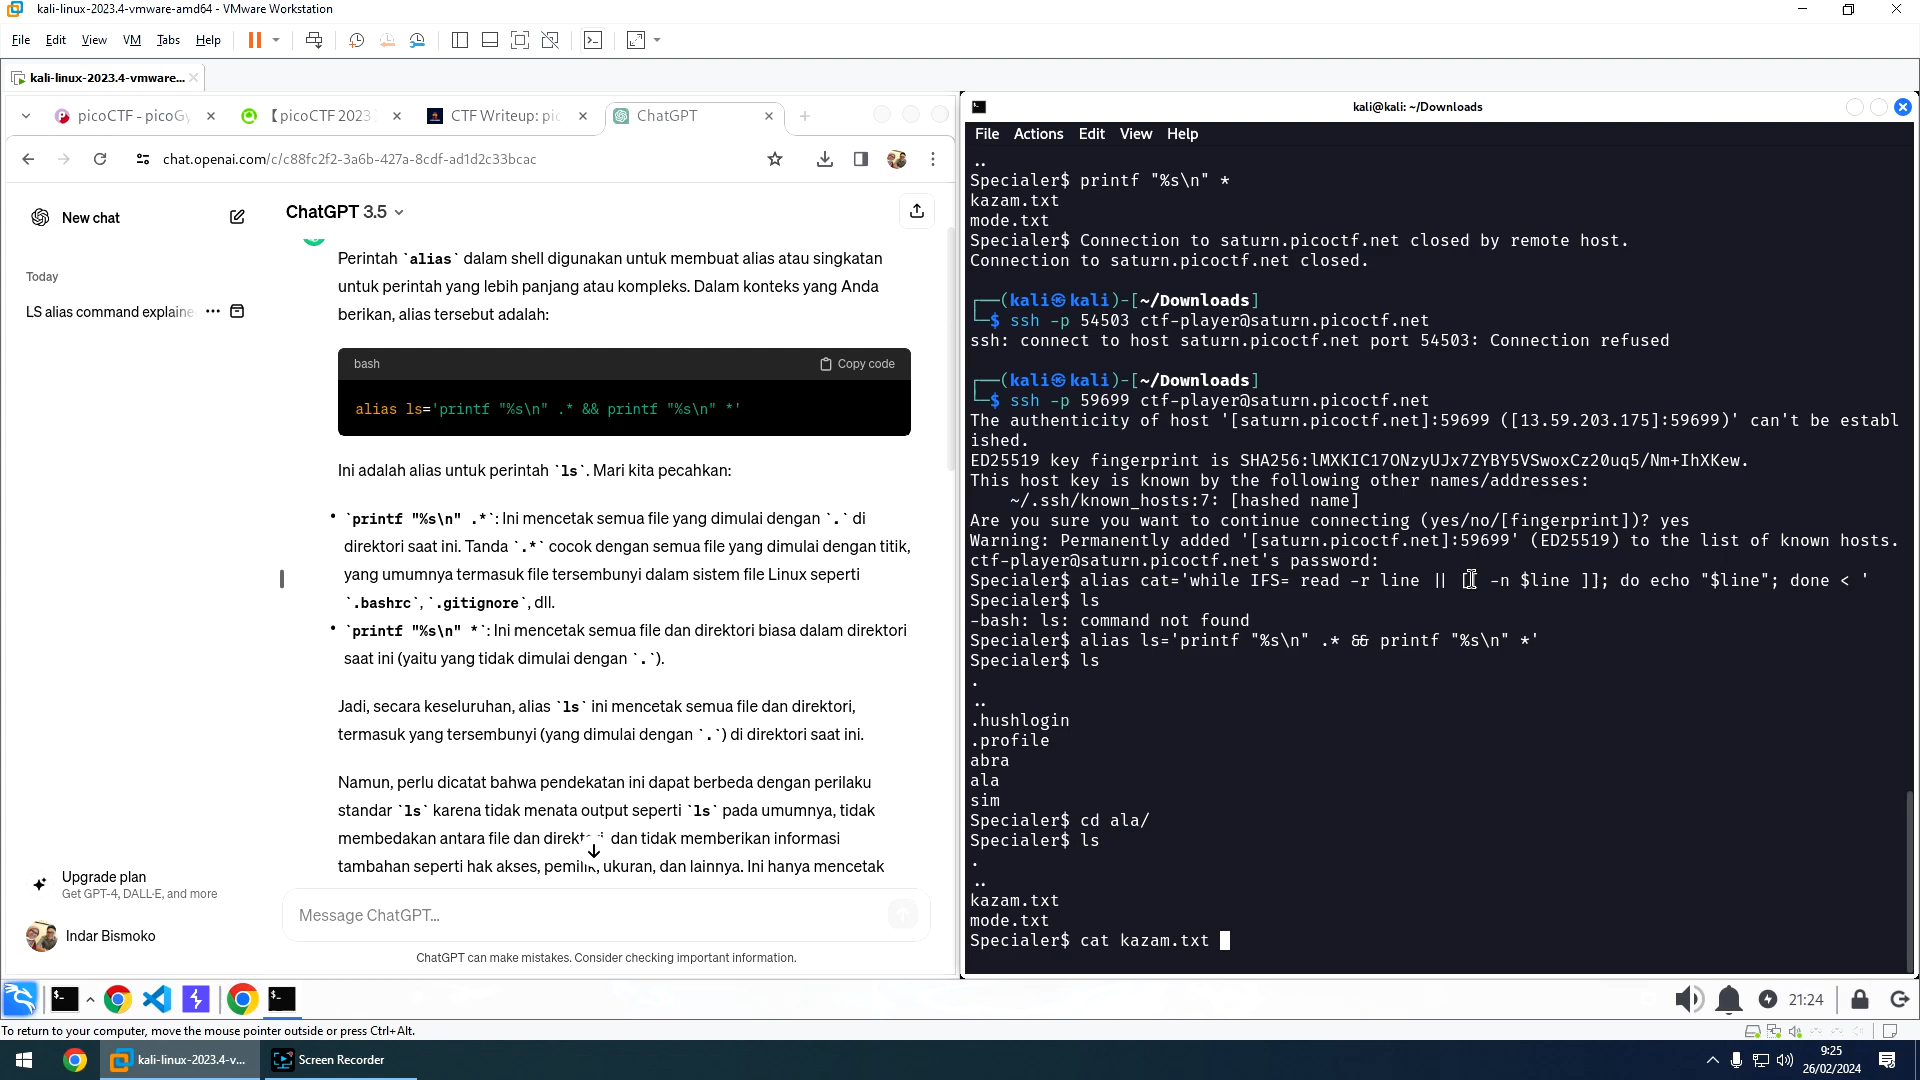 kali-linux-2023.4-vmware-amd64 - VMware Workstation
File Edit View VM Tabs Help
kali-linux-2023.4-vmware...
picoCTF - picoGy
【picoCTF 2023
CTF Writeup: pic
ChatGPT
chat.openai.com/c/c88fc2f2-3a6b-427a-8cdf-ad1d2c33bcac
New chat
Today
LS alias command explaine
Upgrade plan
Get GPT-4, DALL·E, and more
Indar Bismoko
ChatGPT 3.5
Perintah `alias` dalam shell digunakan untuk membuat alias atau singkatan
untuk perintah yang lebih panjang atau kompleks. Dalam konteks yang Anda
berikan, alias tersebut adalah:
bash
Copy code
alias ls='printf "%s\n" .* && printf "%s\n" *'
Ini adalah alias untuk perintah `ls`. Mari kita pecahkan:
• `printf "%s\n" .*`: Ini mencetak semua file yang dimulai dengan `.` di
direktori saat ini. Tanda `.*` cocok dengan semua file yang dimulai dengan titik,
yang umumnya termasuk file tersembunyi dalam sistem file Linux seperti
`.bashrc`, `.gitignore`, dll.
• `printf "%s\n" *`: Ini mencetak semua file dan direktori biasa dalam direktori
saat ini (yaitu yang tidak dimulai dengan `.`).
Jadi, secara keseluruhan, alias `ls` ini mencetak semua file dan direktori,
termasuk yang tersembunyi (yang dimulai dengan `.`) di direktori saat ini.
Namun, perlu dicatat bahwa pendekatan ini dapat berbeda dengan perilaku
standar `ls` karena tidak menata output seperti `ls` pada umumnya, tidak
membedakan antara file dan direktori dan tidak memberikan informasi
tambahan seperti hak akses, pemilik, ukuran, dan lainnya. Ini hanya mencetak
Message ChatGPT...
ChatGPT can make mistakes. Consider checking important information.
kali@kali: ~/Downloads
File Actions Edit View Help
..
Specialer$ printf "%s\n" *
kazam.txt
mode.txt
Specialer$ Connection to saturn.picoctf.net closed by remote host.
Connection to saturn.picoctf.net closed.
┌──(kali㉿kali)-[~/Downloads]
└─$ ssh -p 54503 ctf-player@saturn.picoctf.net
ssh: connect to host saturn.picoctf.net port 54503: Connection refused
┌──(kali㉿kali)-[~/Downloads]
└─$ ssh -p 59699 ctf-player@saturn.picoctf.net
The authenticity of host '[saturn.picoctf.net]:59699 ([13.59.203.175]:59699)' can't be establ
ished.
ED25519 key fingerprint is SHA256:lMXKIC17ONzyUJx7ZYBY5VSwoxCz20uq5/Nm+IhXKew.
This host key is known by the following other names/addresses:
~/.ssh/known_hosts:7: [hashed name]
Are you sure you want to continue connecting (yes/no/[fingerprint])? yes
Warning: Permanently added '[saturn.picoctf.net]:59699' (ED25519) to the list of known hosts.
ctf-player@saturn.picoctf.net's password:
Specialer$ alias cat='while IFS= read -r line || [[ -n $line ]]; do echo "$line"; done < '
Specialer$ ls
-bash: ls: command not found
Specialer$ alias ls='printf "%s\n" .* && printf "%s\n" *'
Specialer$ ls
.
..
.hushlogin
.profile
abra
ala
sim
Specialer$ cd ala/
Specialer$ ls
.
..
kazam.txt
mode.txt
Specialer$ cat kazam.txt
21:24
To return to your computer, move the mouse pointer outside or press Ctrl+Alt.
kali-linux-2023.4-v...
Screen Recorder
9:25
26/02/2024